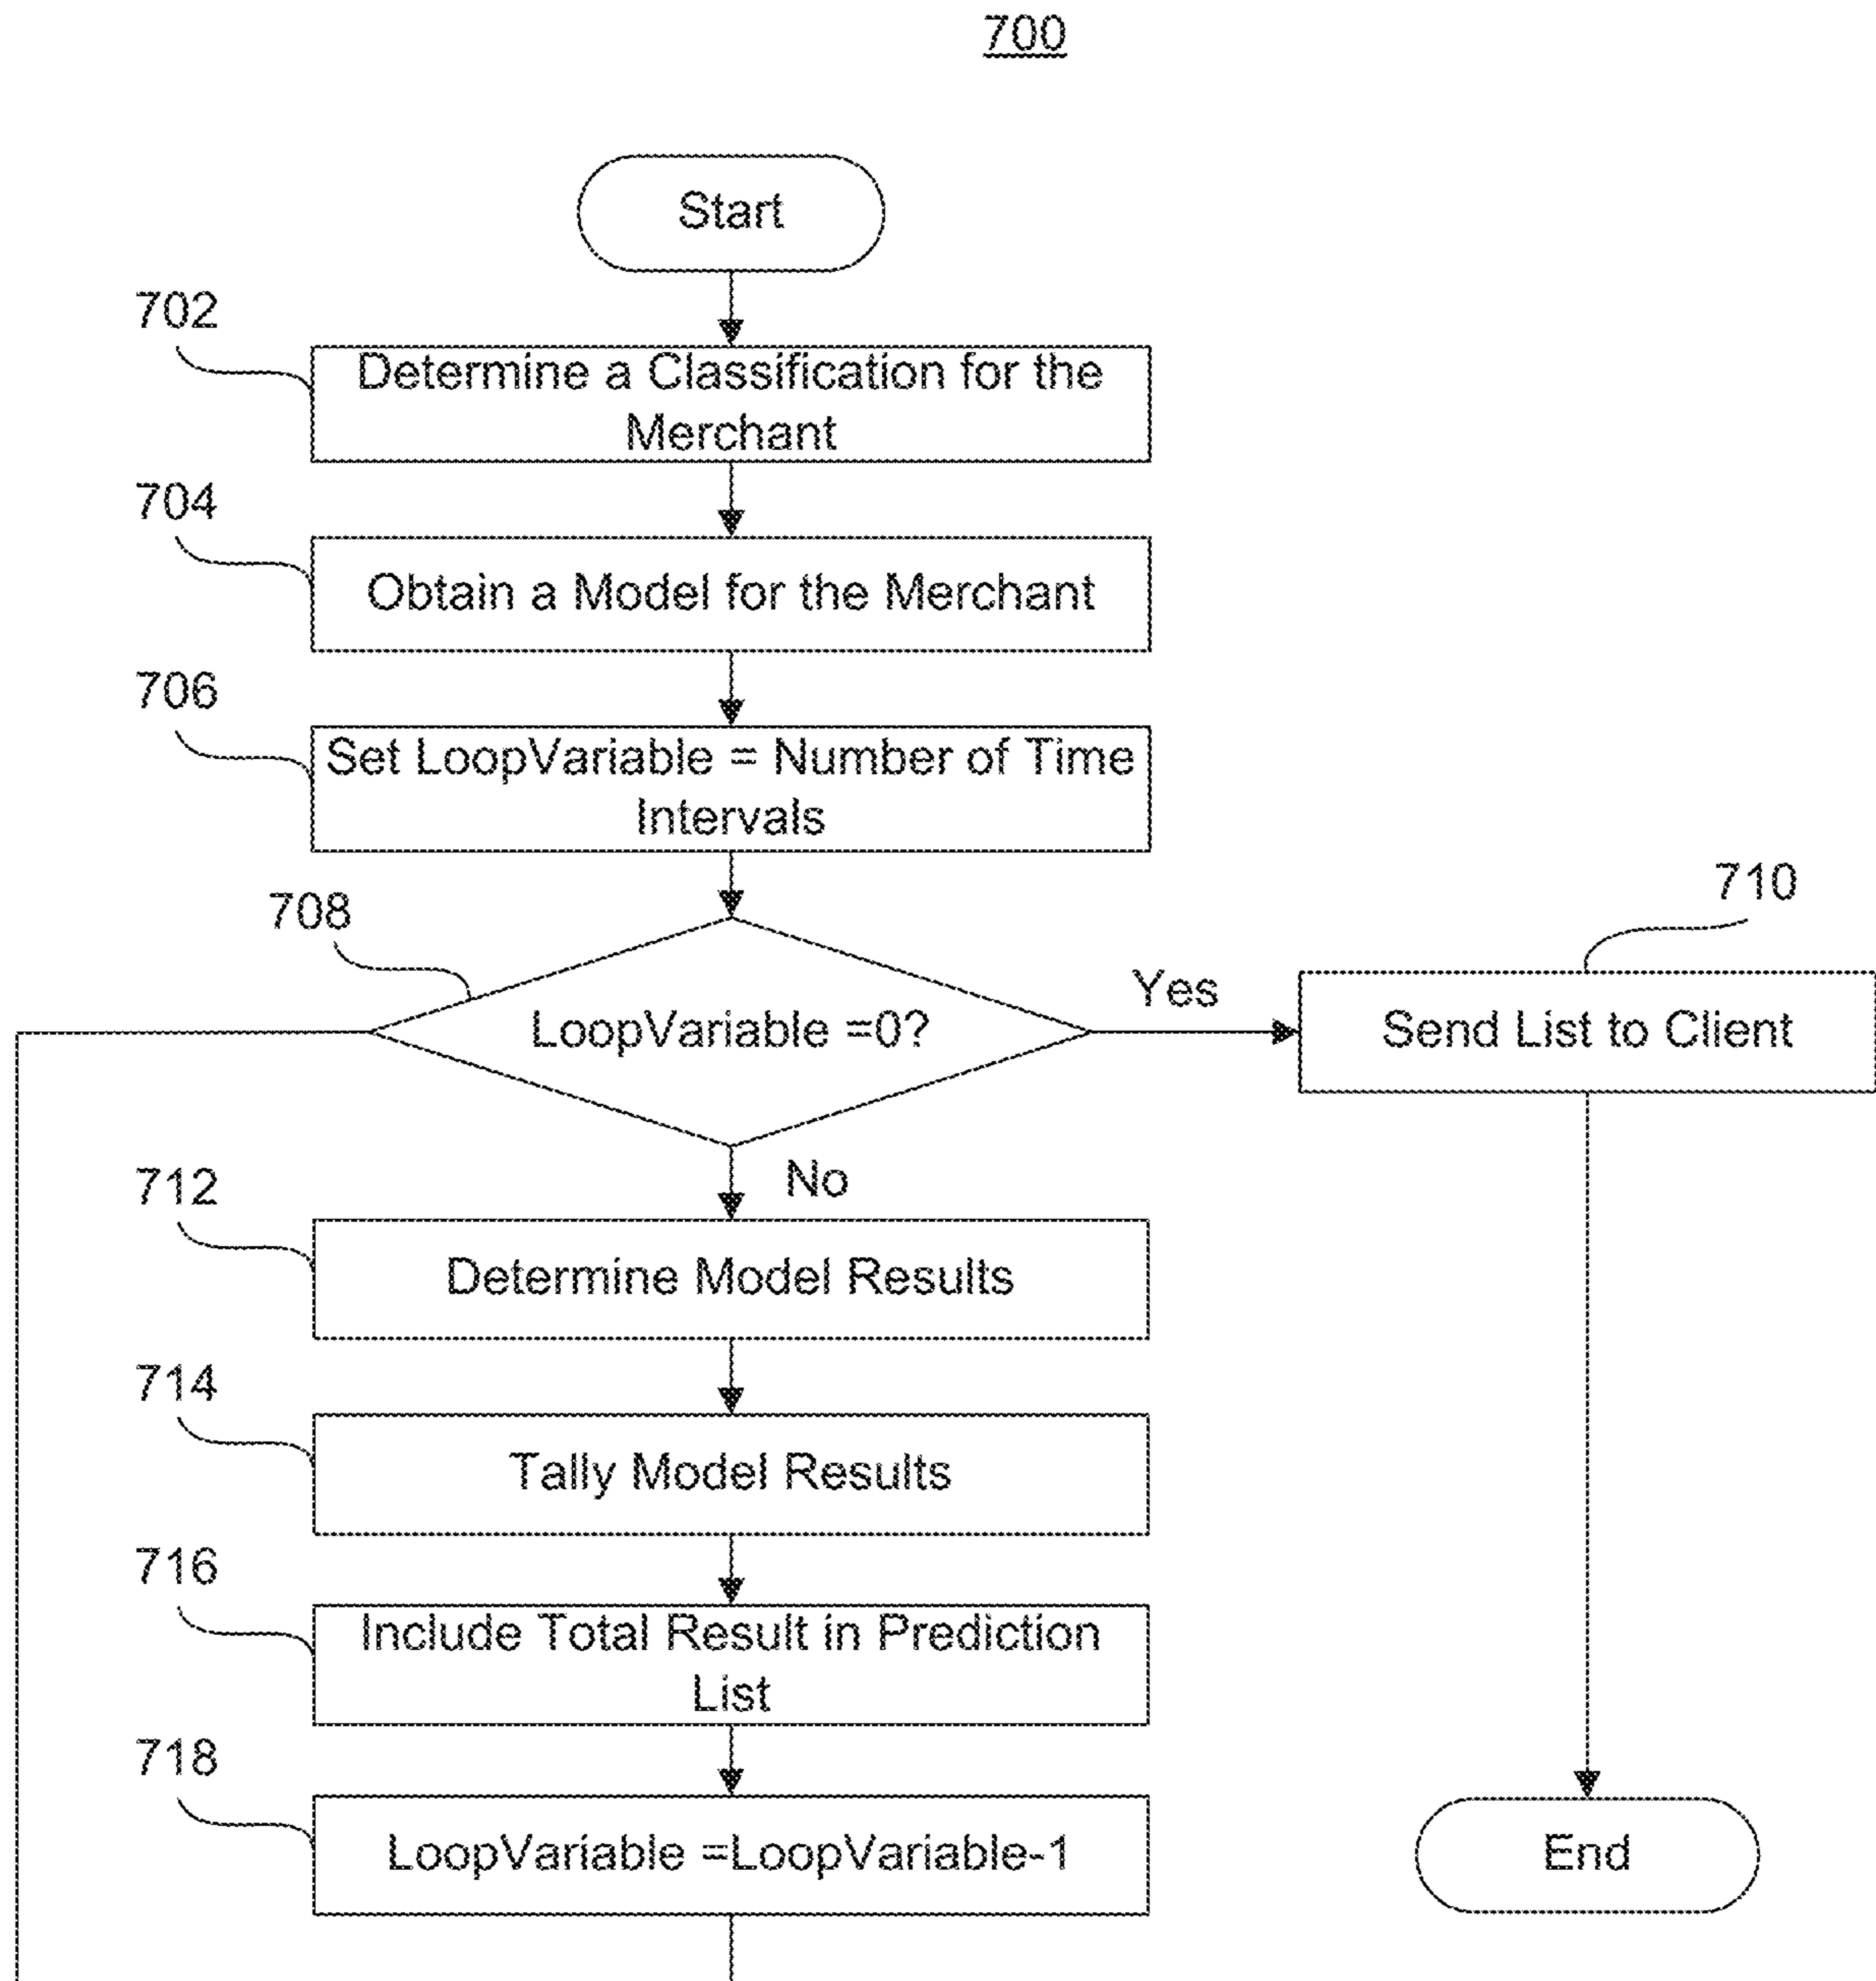 700
Start
702
Determine a Classification for the
Merchant
704
Obtain a Model for the Merchant
706
Set LoopVariable = Number of Time
Intervals
708
LoopVariable =0?
Yes
710
Send List to Client
No
712
Determine Model Results
714
Tally Model Results
716
Include Total Result in Prediction
List
718
LoopVariable =LoopVariable-1
End